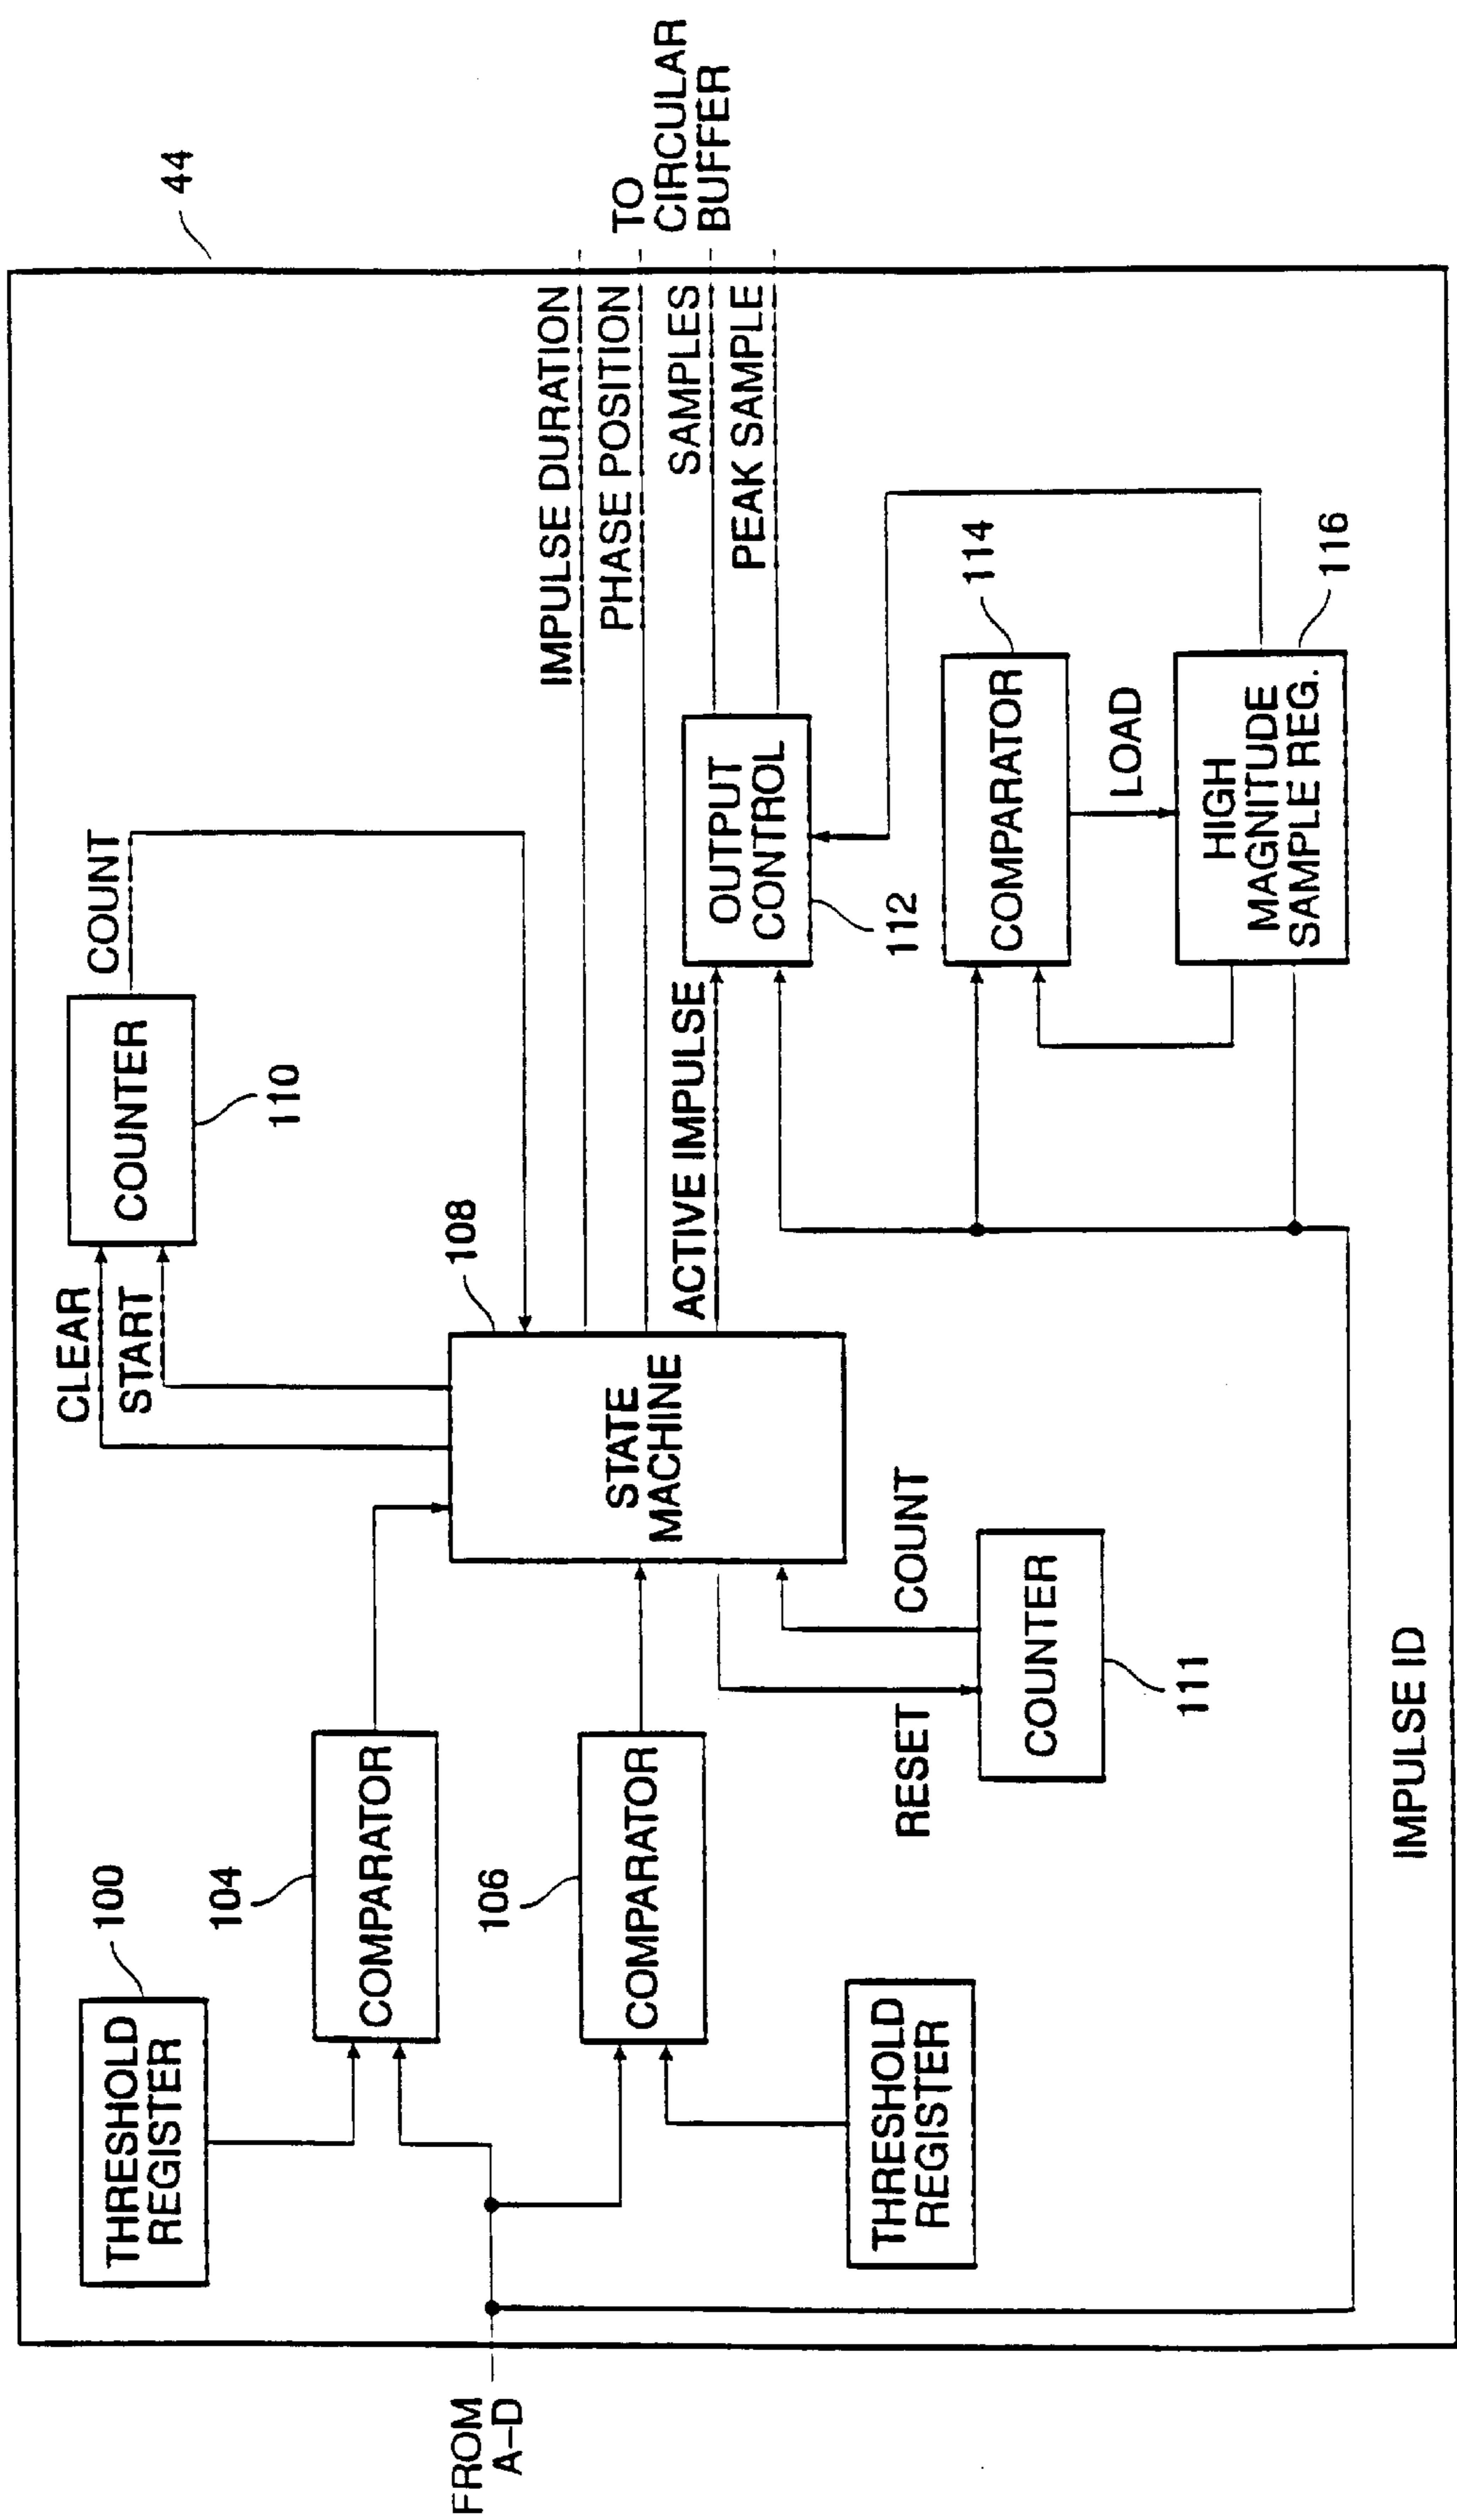 44
CLEAR
START
COUNTER
110
COUNT
THRESHOLD
REGISTER
100
104
COMPARATOR
108
STATE
MACHINE
IMPULSE DURATION
PHASE POSITION
TO
CIRCULAR
BUFFER
FROM
A-D
106
COMPARATOR
ACTIVE IMPULSE
OUTPUT
CONTROL
112
SAMPLES
PEAK SAMPLE
THRESHOLD
REGISTER
RESET
COUNT
COUNTER
111
COMPARATOR
114
LOAD
HIGH
MAGNITUDE
SAMPLE REG.
116
IMPULSE ID